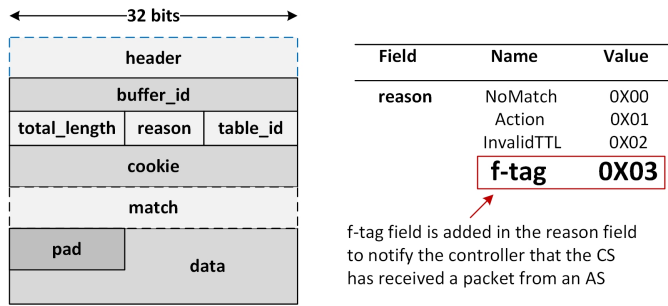 32 bits
header
buffer_id
total_length reason table_id
cookie
match
pad
data
Field Name Value
reason NoMatch 0X00
Action 0X01
InvalidTTL 0X02
f-tag 0X03
f-tag field is added in the reason field
to notify the controller that the CS
has received a packet from an AS